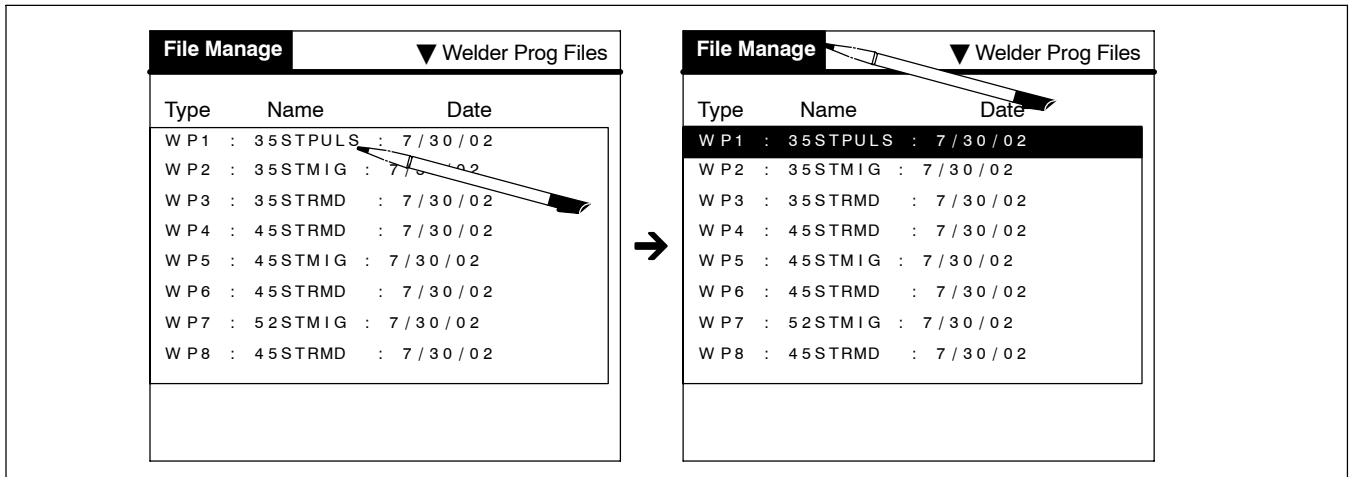 File Manage ▼ Welder Prog Files
Type Name Date
WP1 : 35STPULS : 7/30/02
WP2 : 35STMIG :
WP3 : 35STRMD : 7/30/02
WP4 : 45STRMD : 7/30/02
WP5 : 45STMIG : 7/30/02
WP6 : 45STRMD : 7/30/02
WP7 : 52STMIG : 7/30/02
WP8 : 45STRMD : 7/30/02
➔
File Manage ▼ Welder Prog Files
Type Name Date
WP1 : 35STPULS : 7/30/02
WP2 : 35STMIG : 7/30/02
WP3 : 35STRMD : 7/30/02
WP4 : 45STRMD : 7/30/02
WP5 : 45STMIG : 7/30/02
WP6 : 45STRMD : 7/30/02
WP7 : 52STMIG : 7/30/02
WP8 : 45STRMD : 7/30/02